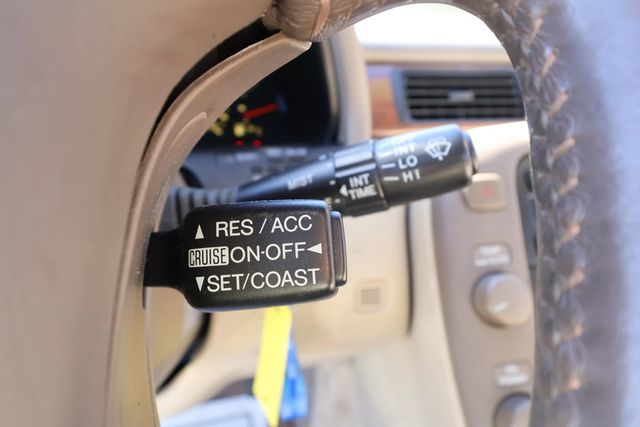 INT
LO
HI
MIST
INT
TIME
RES / ACC
CRUISE ON-OFF
SET/COAST